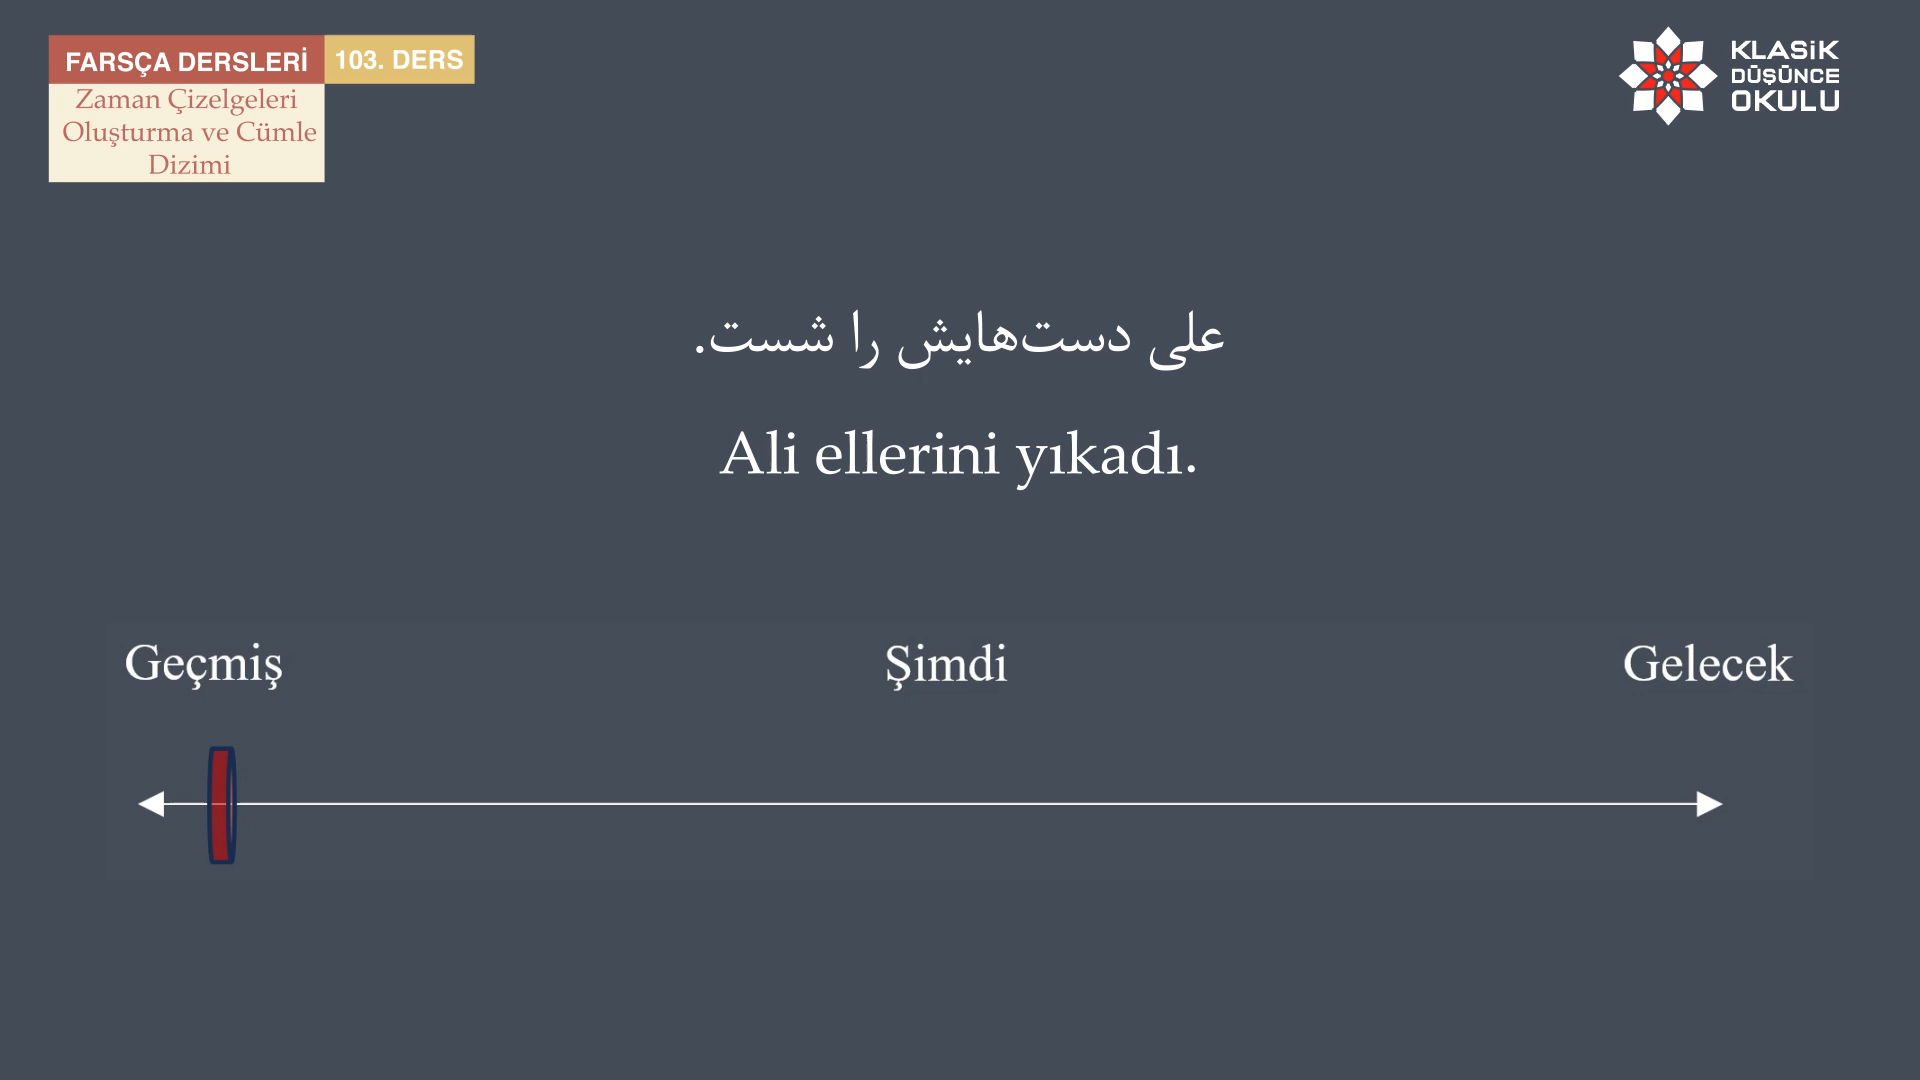 FARSÇA DERSLERİ
103. DERS
Zaman Çizelgeleri
Oluşturma ve Cümle
Dizimi
KLASİK
DÜŞÜNCE
OKULU
علی دست‌هایش را شست.
Ali ellerini yıkadı.
Geçmiş
Şimdi
Gelecek